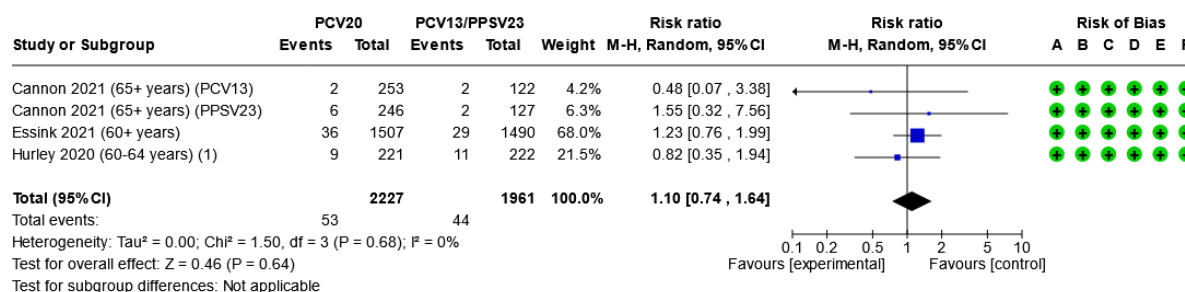 PCV20 PCV13/PPSV23 Risk ratio Risk ratio Risk of Bias
Study or Subgroup Events Total Events Total Weight M-H, Random, 95% CI M-H, Random, 95% CI A B C D E F
Cannon 2021 (65+ years) (PCV13) 2 253 2 122 4.2% 0.48 [0.07 , 3.38] + + + + +
Cannon 2021 (65+ years) (PPSV23) 6 246 2 127 6.3% 1.55 [0.32 , 7.56] + + + + +
Essink 2021 (60+ years) 36 1507 29 1490 68.0% 1.23 [0.76 , 1.99] + + + + +
Hurley 2020 (60-64 years) (1) 9 221 11 222 21.5% 0.82 [0.35 , 1.94] + + + + +
Total (95% CI) 2227 1961 100.0% 1.10 [0.74 , 1.64]
Total events: 53 44
Heterogeneity: Tau² = 0.00; Chi² = 1.50, df = 3 (P = 0.68); I² = 0%
Test for overall effect: Z = 0.46 (P = 0.64)
Test for subgroup differences: Not applicable
0.1 0.2 0.5 1 2 5 10
Favours [experimental] Favours [control]